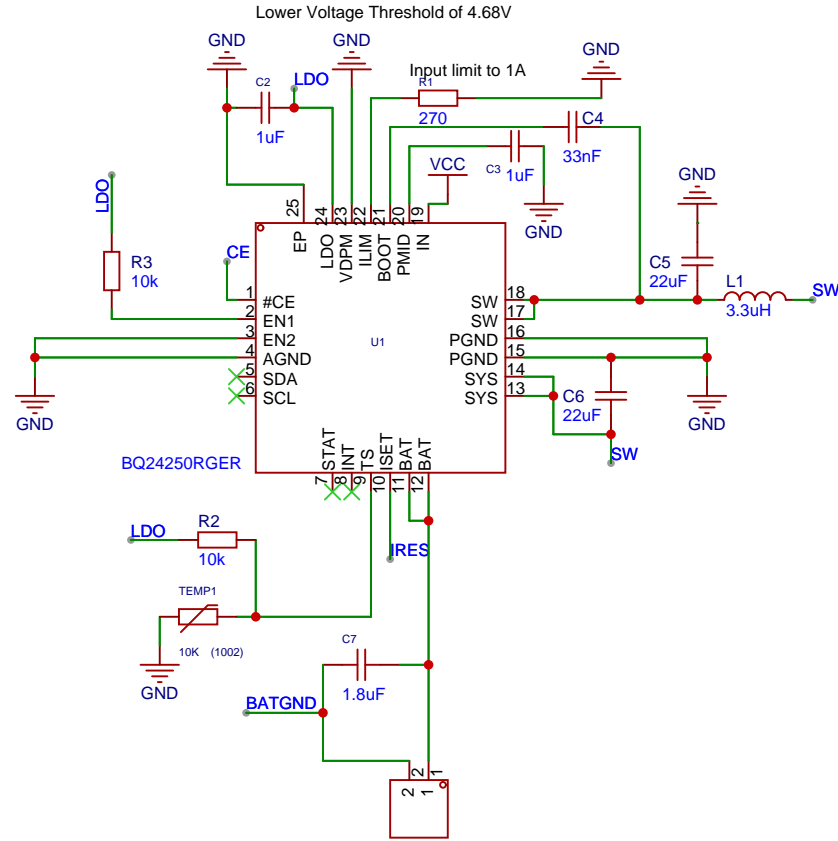 Lower Voltage Threshold of 4.68V
GND
GND
GND
C2
LDO
Input limit to 1A
R1
270
C4
1uF
33nF
C3
1uF
VCC
GND
LDO
25
24
23
22
21
20
19
EP
LDO
VDPM
ILIM
BOOT
PMID
IN
GND
R3
10k
CE
C5
22uF
L1
3.3uH
SW
1
#CE
SW
18
2
EN1
SW
17
3
EN2
PGND
16
4
AGND
PGND
15
5
SDA
SYS
14
6
SCL
SYS
13
U1
C6
22uF
GND
GND
SW
BQ24250RGER
STAT
INT
TS
ISET
BAT
BAT
7
8
9
10
11
12
LDO
R2
10k
IRES
TEMP1
10K (1002)
GND
C7
1.8uF
BATGND
2
1
2
1